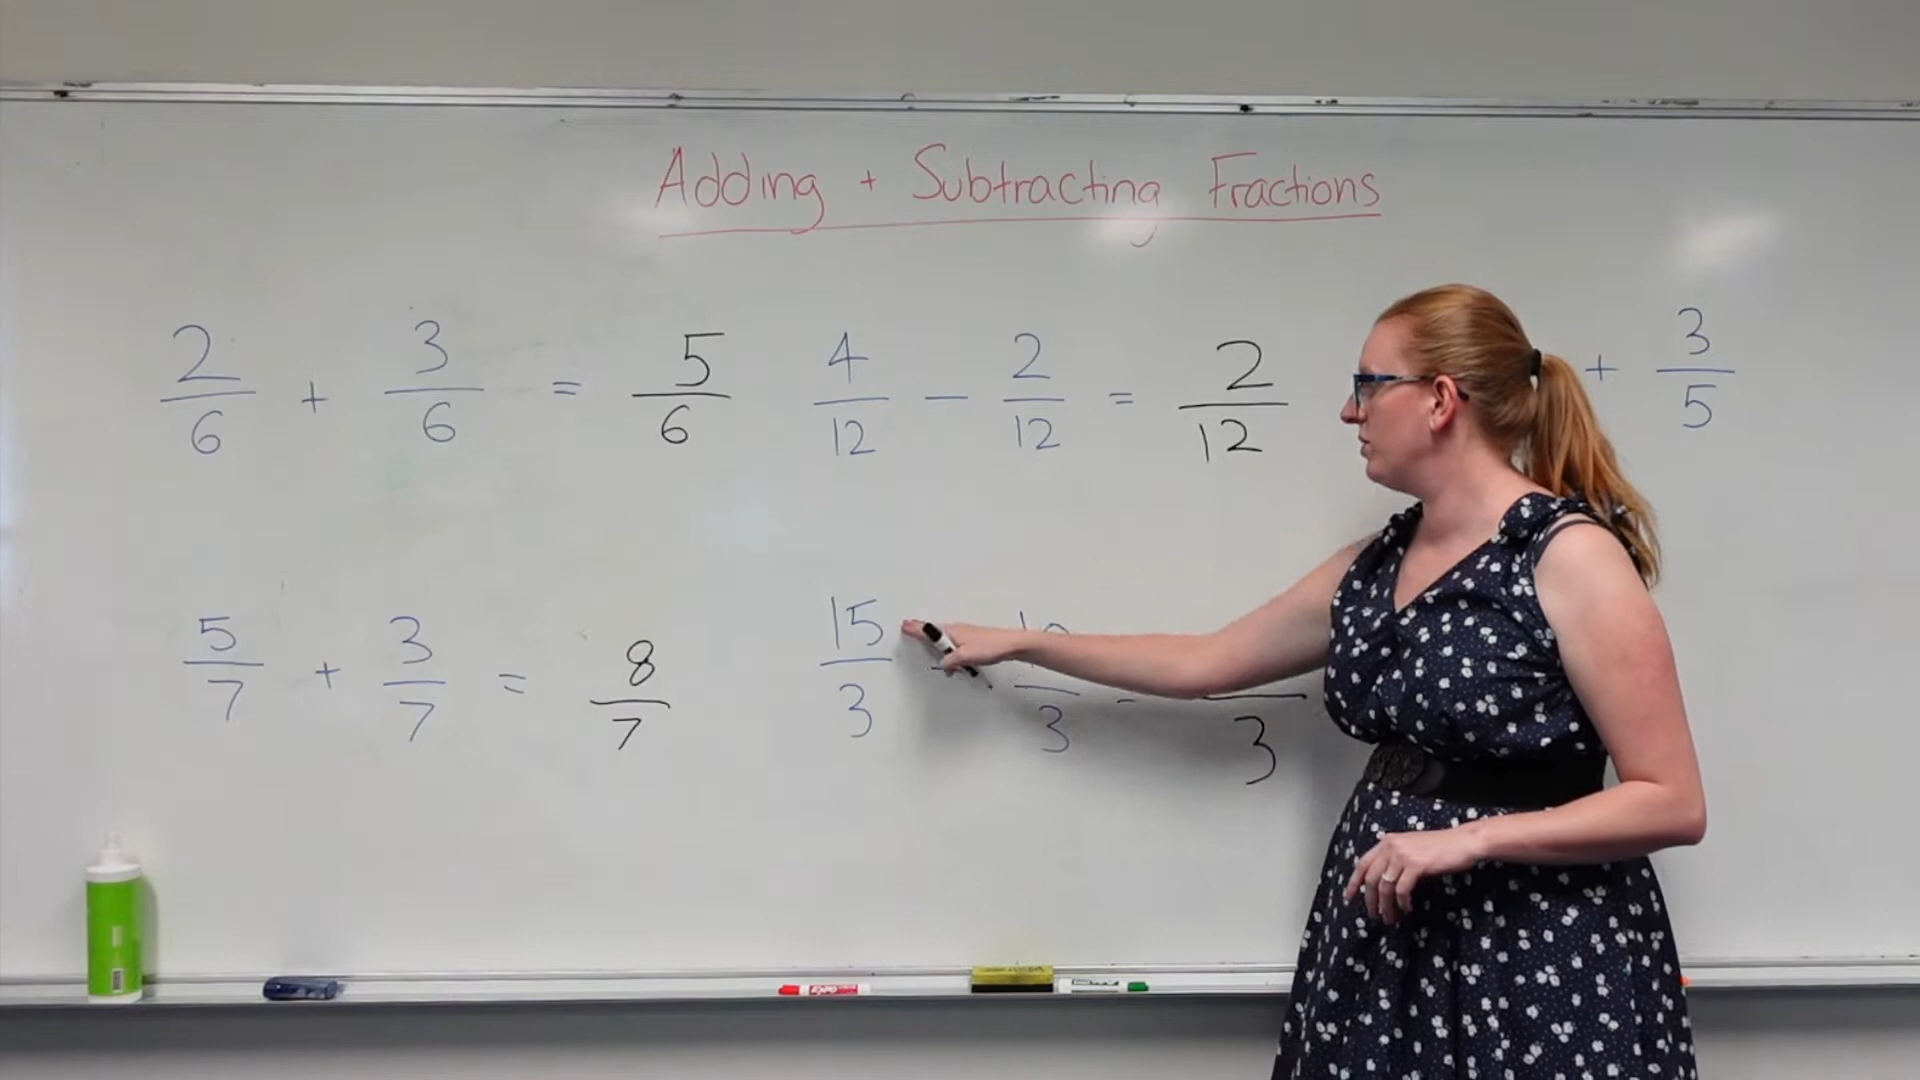 Adding + Subtracting Fractions
2/6 + 3/6 = 5/6
4/12 - 2/12 = 2/12
+ 3/5
5/7 + 3/7 = 8/7
15/3 - /3 = /3
EXPO